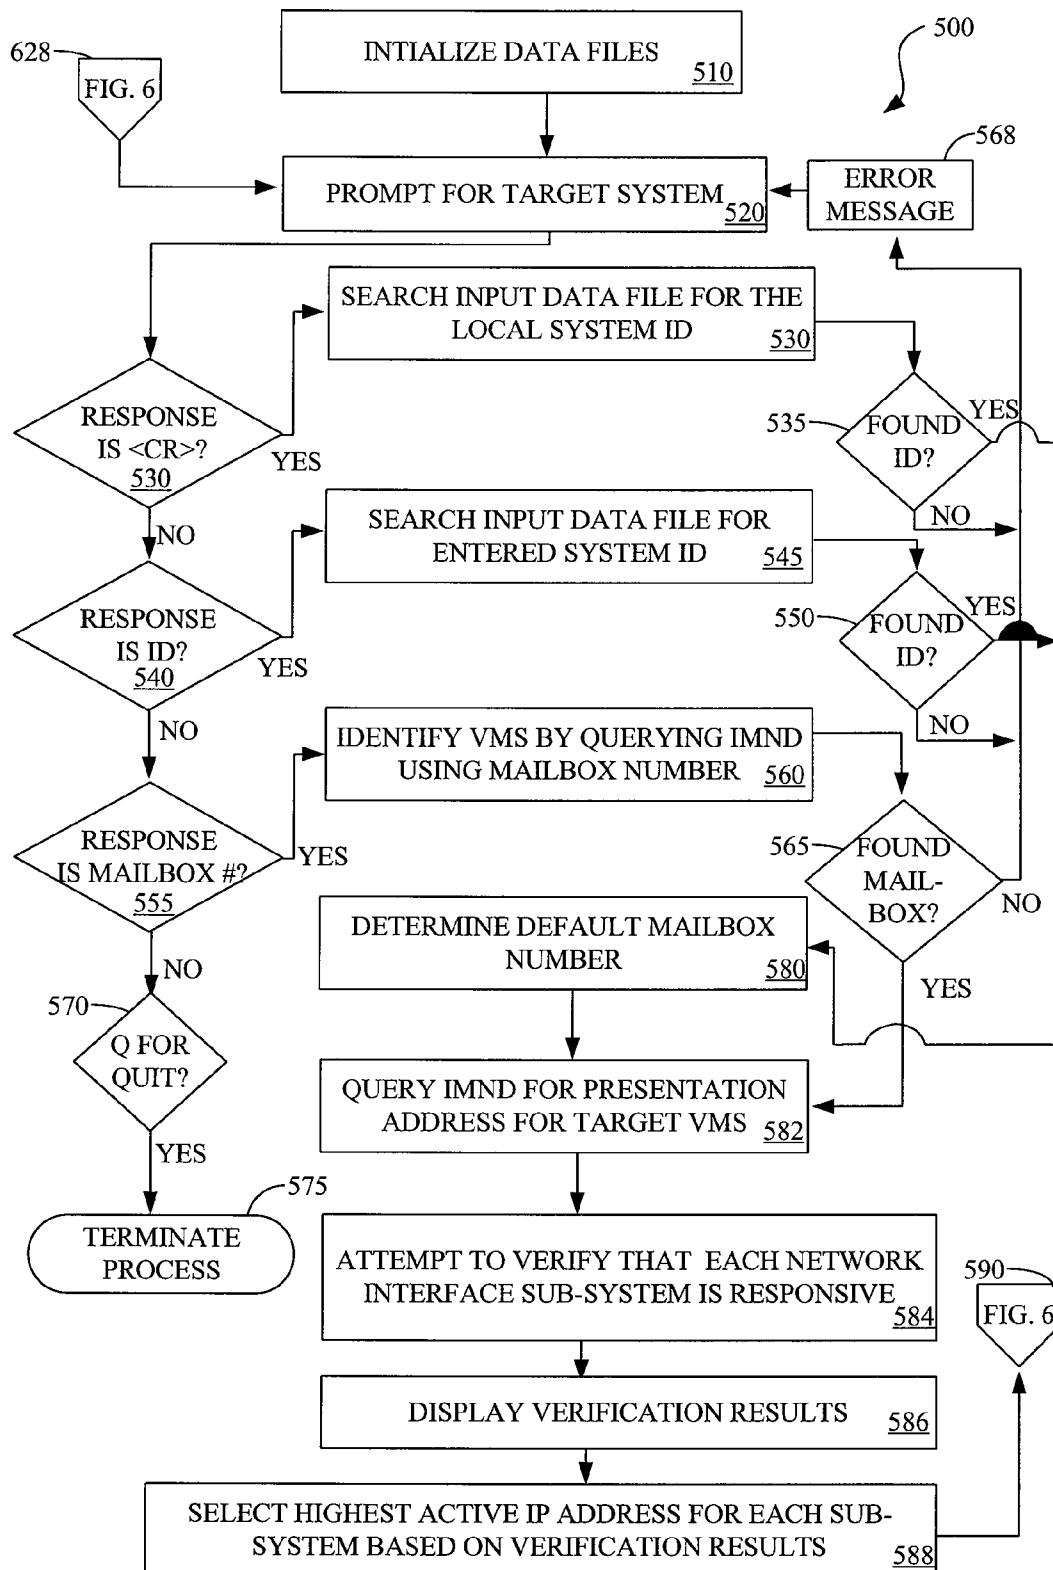 628
FIG. 6
INTIALIZE DATA FILES
510
500
PROMPT FOR TARGET SYSTEM
520
568
ERROR
MESSAGE
SEARCH INPUT DATA FILE FOR THE
LOCAL SYSTEM ID
530
RESPONSE
IS <CR>?
530
YES
NO
535
FOUND
ID?
YES
NO
SEARCH INPUT DATA FILE FOR
ENTERED SYSTEM ID
545
RESPONSE
IS ID?
540
YES
NO
550
FOUND
ID?
YES
NO
IDENTIFY VMS BY QUERYING IMND
USING MAILBOX NUMBER
560
RESPONSE
IS MAILBOX #?
555
YES
NO
565
FOUND
MAIL-
BOX?
NO
YES
DETERMINE DEFAULT MAILBOX
NUMBER
580
570
Q FOR
QUIT?
YES
QUERY IMND FOR PRESENTATION
ADDRESS FOR TARGET VMS
582
575
TERMINATE
PROCESS
ATTEMPT TO VERIFY THAT EACH NETWORK
INTERFACE SUB-SYSTEM IS RESPONSIVE
584
590
FIG. 6
DISPLAY VERIFICATION RESULTS
586
SELECT HIGHEST ACTIVE IP ADDRESS FOR EACH SUB-
SYSTEM BASED ON VERIFICATION RESULTS
588